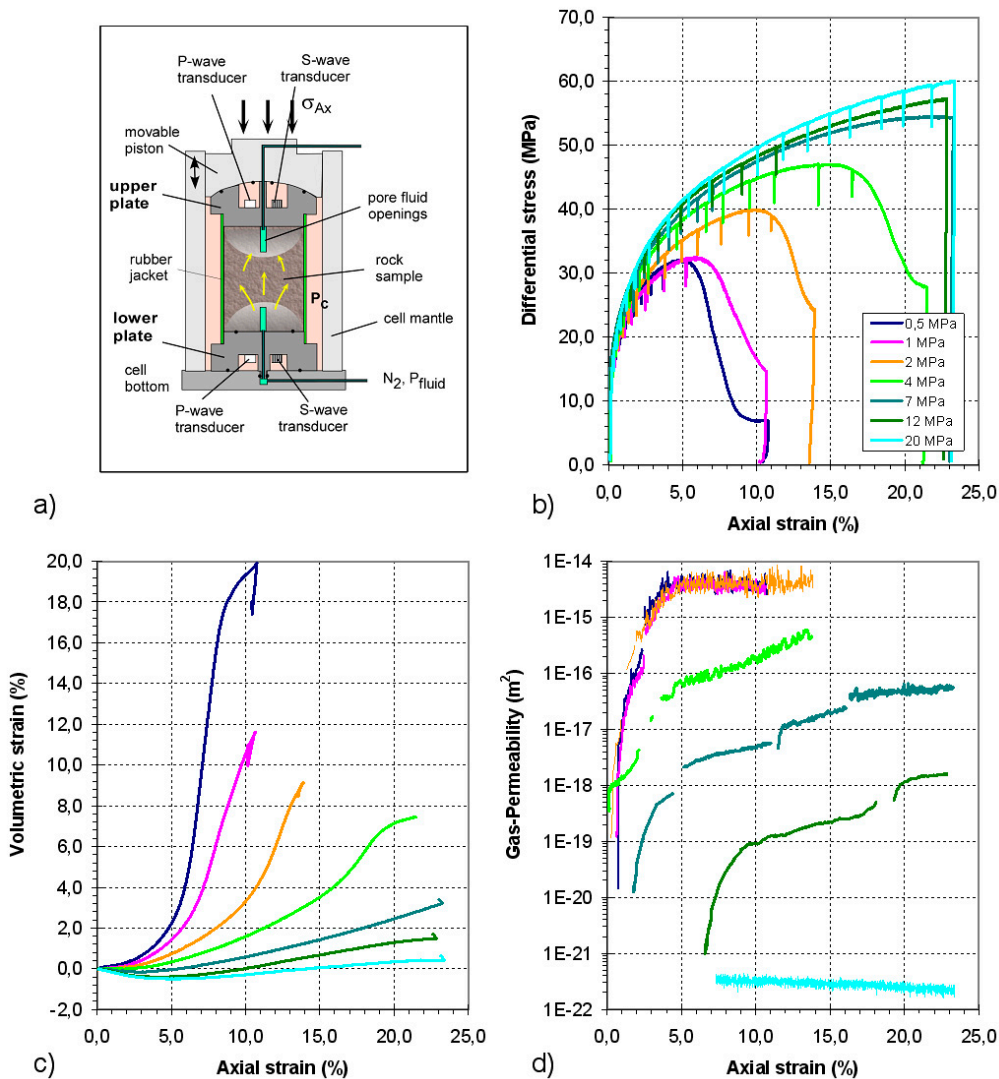 P-wave
transducer
S-wave
transducer
σAx
movable
piston
upper
plate
pore fluid
openings
rubber
jacket
rock
sample
PC
lower
plate
cell mantle
cell
bottom
N2, Pfluid
P-wave
transducer
S-wave
transducer
a)
Differential stress (MPa)
70,0
60,0
50,0
40,0
30,0
20,0
10,0
0,0
0,5 MPa
1 MPa
2 MPa
4 MPa
7 MPa
12 MPa
20 MPa
0,0 5,0 10,0 15,0 20,0 25,0
Axial strain (%)
b)
Volumetric strain (%)
20,0
18,0
16,0
14,0
12,0
10,0
8,0
6,0
4,0
2,0
0,0
-2,0
0,0 5,0 10,0 15,0 20,0 25,0
Axial strain (%)
c)
Gas-Permeability (m²)
1E-14
1E-15
1E-16
1E-17
1E-18
1E-19
1E-20
1E-21
1E-22
0,0 5,0 10,0 15,0 20,0 25,0
Axial strain (%)
d)